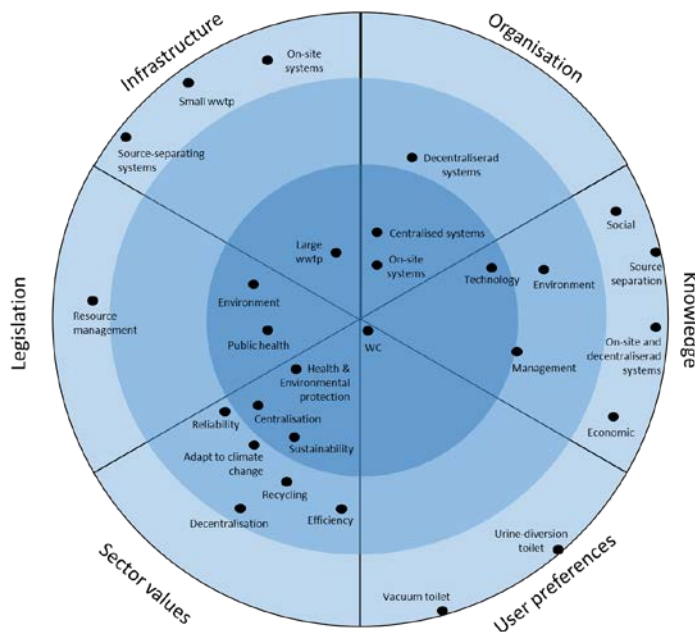 Infrastructure
Organisation
On-site
systems
Small wwtp
Source-separating
systems
Decentraliserad
systems
Centralised systems
Large
wwtp
On-site
systems
Social
Source
separation
Technology
Environment
Knowledge
Legislation
Environment
Resource
management
Public health
WC
On-site and
decentraliserad
systems
Management
Health &
Environmental
protection
Centralisation
Reliability
Economic
Sustainability
Adapt to climate
change
Recycling
Decentralisation
Efficiency
Urine-diversion
toilet
Vacuum toilet
Sector values
User preferences